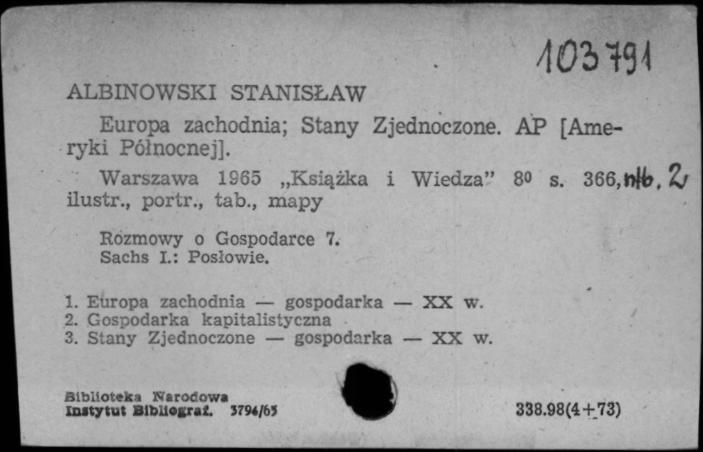 103791
ALBINOWSKI STANISŁAW
Europa zachodnia; Stany Zjednoczone. AP [Ame-
ryki Północnej].
Warszawa 1965 „Książka i Wiedza” 8⁰ s. 366, nlb. 2
ilustr., portr., tab., mapy
Rozmowy o Gospodarce 7.
Sachs I.: Posłowie.
1. Europa zachodnia — gospodarka — XX w.
2. Gospodarka kapitalistyczna
3. Stany Zjednoczone — gospodarka — XX w.
Biblioteka Narodowa
Instytut Bibliograf. 3794/65
338.98(4+73)